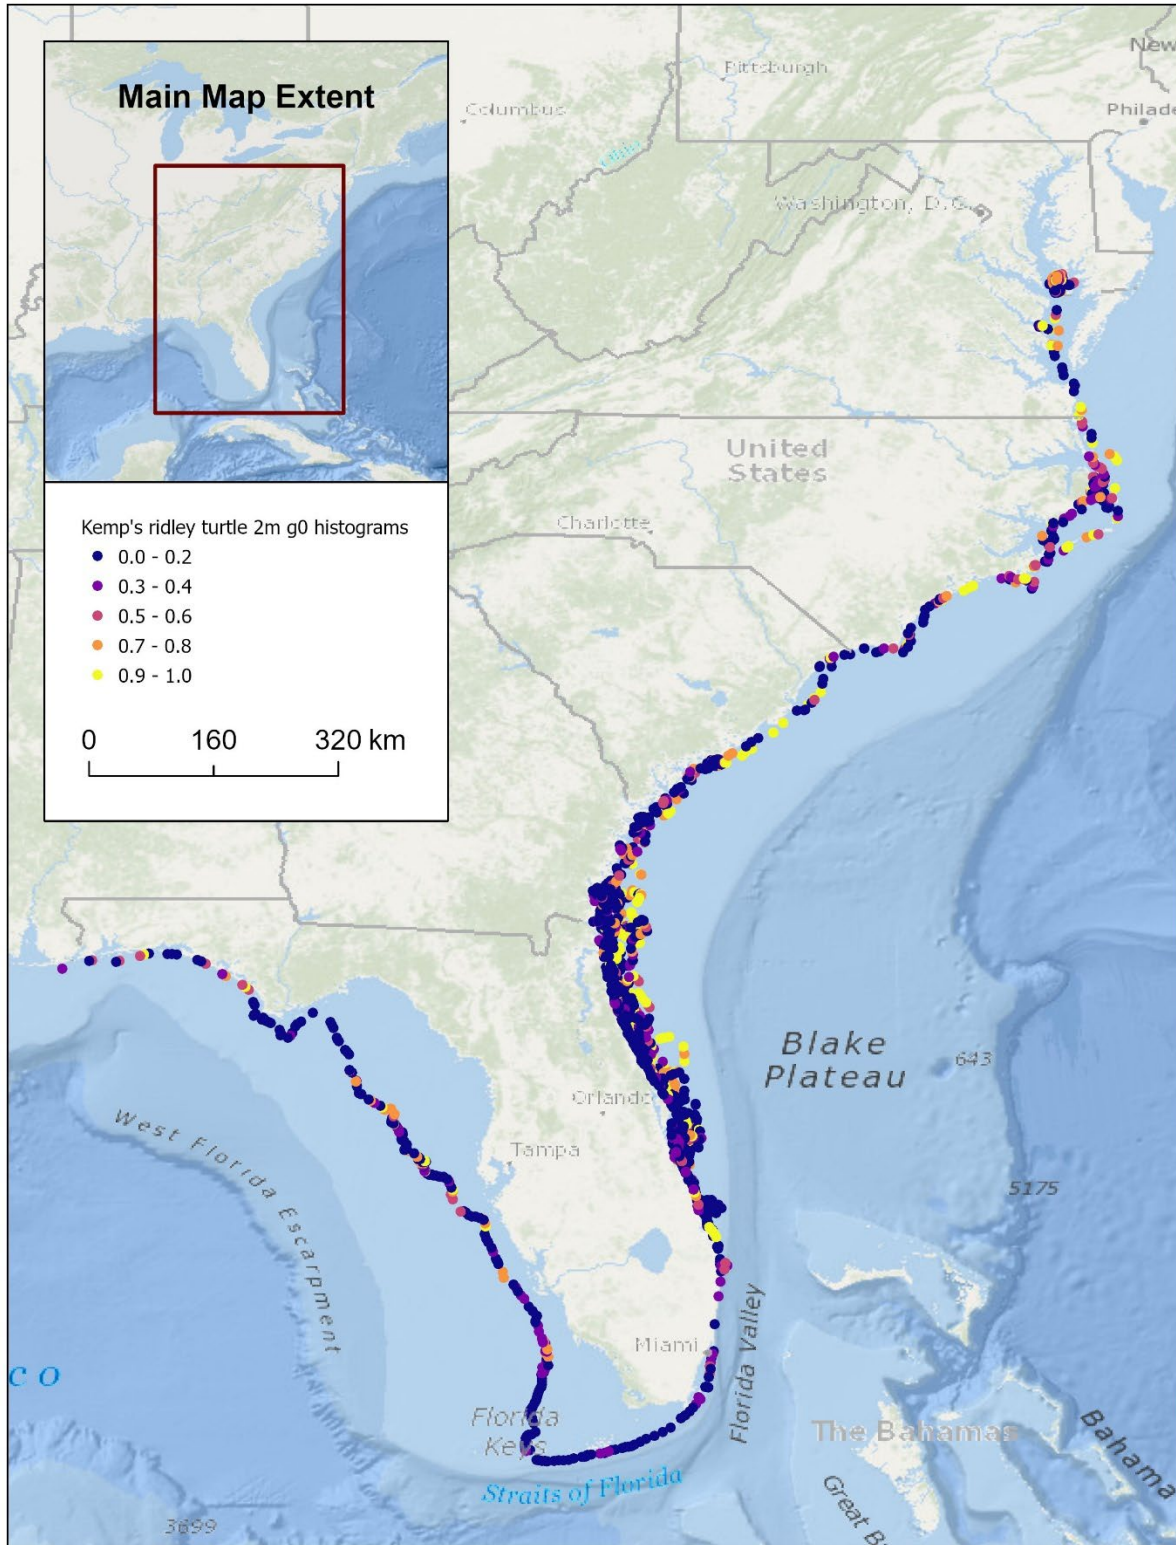 Main Map Extent
Kemp's ridley turtle 2m g0 histograms
0.0 - 0.2
0.3 - 0.4
0.5 - 0.6
0.7 - 0.8
0.9 - 1.0
0 160 320 km
New
Pittsburgh
Columbus
Philade
Ohio
Washington, D.C.
United
States
Charlotte
Blake
Plateau
643
Orlando
Tampa
West Florida Escarpment
5175
Florida Valley
Miami
CO
Florida
Keys
The Bahamas
Bahama
Straits of Florida
Great B
3699